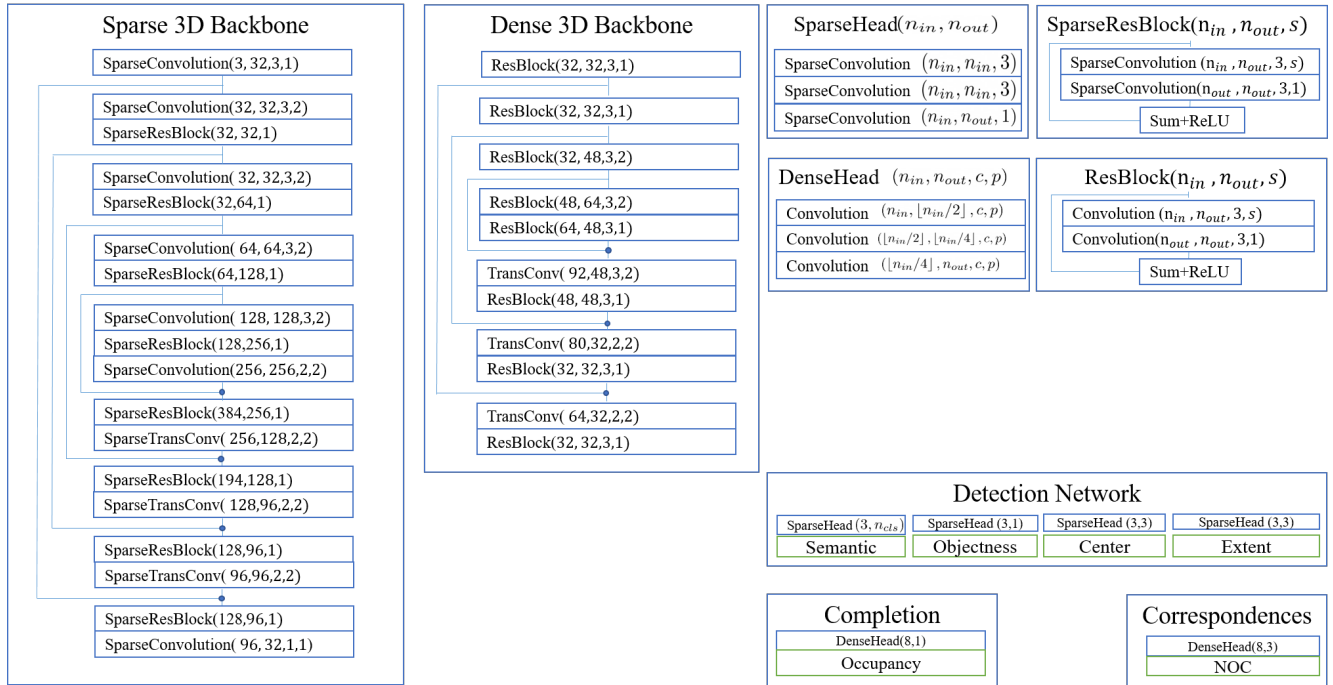 Sparse 3D Backbone
SparseConvolution(3, 32,3,1)
SparseConvolution(32, 32,3,2)
SparseResBlock(32, 32,1)
SparseConvolution( 32, 32,3,2)
SparseResBlock(32,64,1)
SparseConvolution( 64, 64,3,2)
SparseResBlock(64,128,1)
SparseConvolution( 128, 128,3,2)
SparseResBlock(128,256,1)
SparseConvolution(256, 256,2,2)
SparseResBlock(384,256,1)
SparseTransConv( 256,128,2,2)
SparseResBlock(194,128,1)
SparseTransConv( 128,96,2,2)
SparseResBlock(128,96,1)
SparseTransConv( 96,96,2,2)
SparseResBlock(128,96,1)
SparseConvolution( 96, 32,1,1)
Dense 3D Backbone
ResBlock(32, 32,3,1)
ResBlock(32, 32,3,1)
ResBlock(32, 48,3,2)
ResBlock(48, 64,3,2)
ResBlock(64, 48,3,1)
TransConv( 92,48,3,2)
ResBlock(48, 48,3,1)
TransConv( 80,32,2,2)
ResBlock(32, 32,3,1)
TransConv( 64,32,2,2)
ResBlock(32, 32,3,1)
SparseHead(n_in, n_out)
SparseConvolution (n_in, n_in, 3)
SparseConvolution (n_in, n_in, 3)
SparseConvolution (n_in, n_out, 1)
SparseResBlock(n_in , n_out, s)
SparseConvolution (n_in , n_out, 3, s)
SparseConvolution(n_out , n_out, 3,1)
Sum+ReLU
DenseHead (n_in, n_out, c, p)
Convolution (n_in, ⌊n_in/2⌋, c, p)
Convolution (⌊n_in/2⌋, ⌊n_in/4⌋, c, p)
Convolution (⌊n_in/4⌋, n_out, c, p)
ResBlock(n_in , n_out, s)
Convolution (n_in , n_out, 3, s)
Convolution(n_out , n_out, 3,1)
Sum+ReLU
Detection Network
SparseHead (3, n_cls)
Semantic
SparseHead (3,1)
Objectness
SparseHead (3,3)
Center
SparseHead (3,3)
Extent
Completion
DenseHead(8,1)
Occupancy
Correspondences
DenseHead(8,3)
NOC